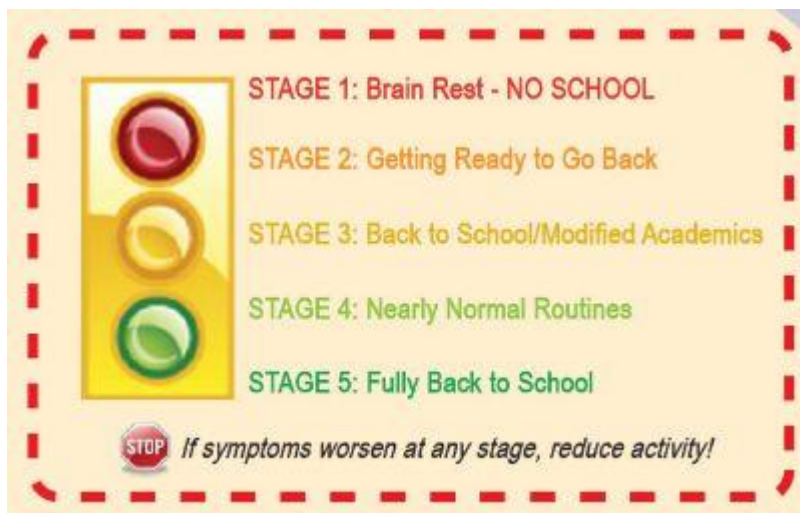 STAGE 1: Brain Rest - NO SCHOOL
STAGE 2: Getting Ready to Go Back
STAGE 3: Back to School/Modified Academics
STAGE 4: Nearly Normal Routines
STAGE 5: Fully Back to School
STOP If symptoms worsen at any stage, reduce activity!